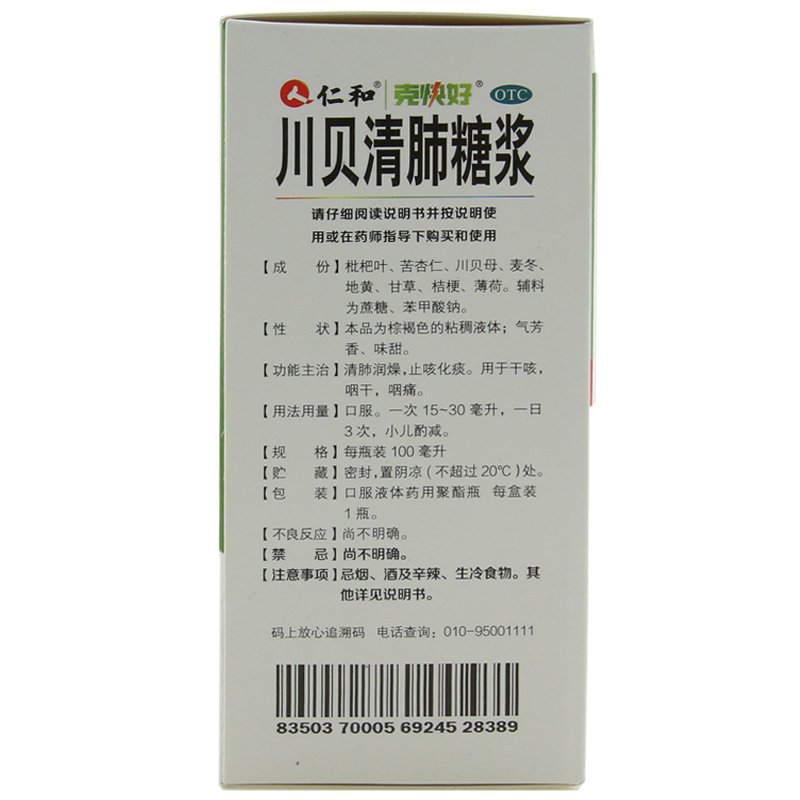 仁和® 克快好® OTC
川贝清肺糖浆
请仔细阅读说明书并按说明使
用或在药师指导下购买和使用
【成 份】枇杷叶、苦杏仁、川贝母、麦冬、
地黄、甘草、桔梗、薄荷。辅料
为蔗糖、苯甲酸钠。
【性 状】本品为棕褐色的粘稠液体；气芳
香、味甜。
【功能主治】清肺润燥，止咳化痰。用于干咳，
咽干，咽痛。
【用法用量】口服。一次 15~30 毫升，一日
3 次，小儿酌减。
【规 格】每瓶装 100 毫升
【贮 藏】密封，置阴凉（不超过 20℃）处。
【包 装】口服液体药用聚酯瓶 每盒装
1 瓶。
【不良反应】尚不明确。
【禁 忌】尚不明确。
【注意事项】忌烟、酒及辛辣、生冷食物。其
他详见说明书。
码上放心追溯码 电话查询：010-95001111
83503 70005 69245 28389